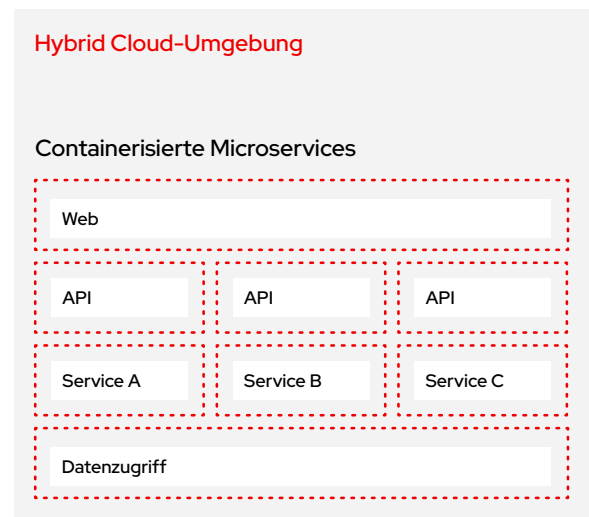 Hybrid Cloud-Umgebung
Containerisierte Microservices
Web
API API API
Service A Service B Service C
Datenzugriff